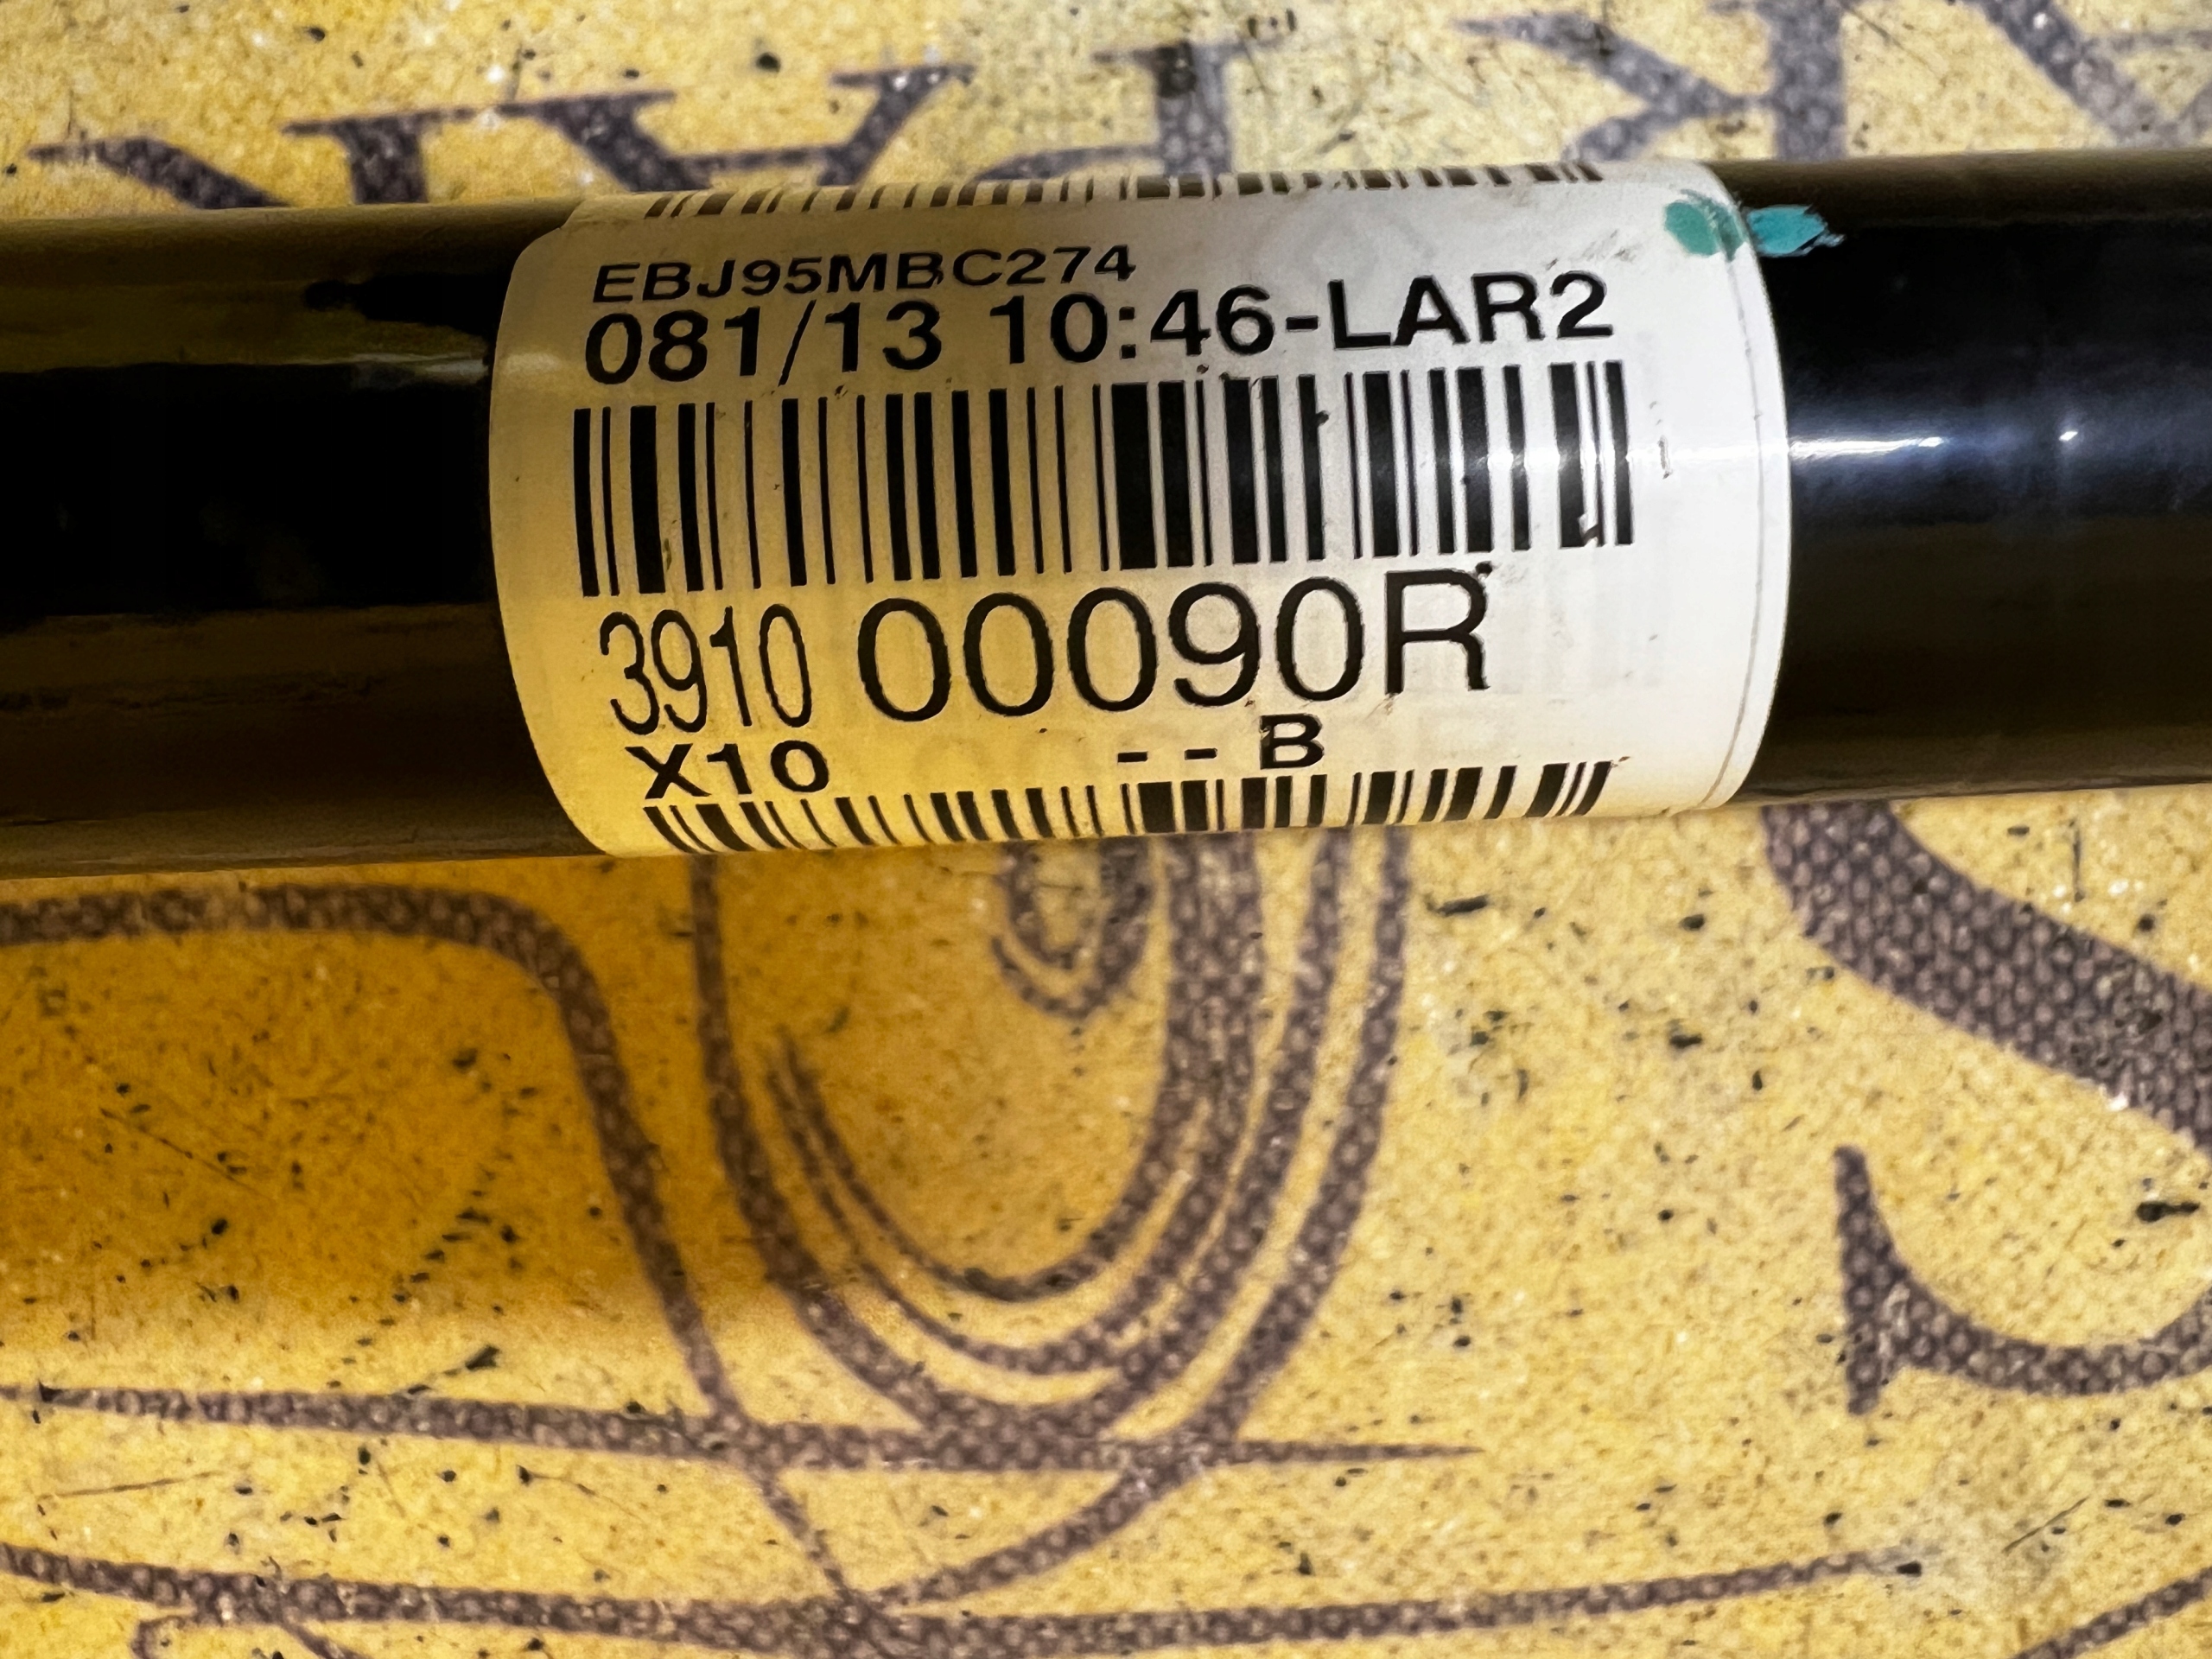 EBJ95MBC274
081/13 10:46-LAR2
3910 00090R
X10 --B